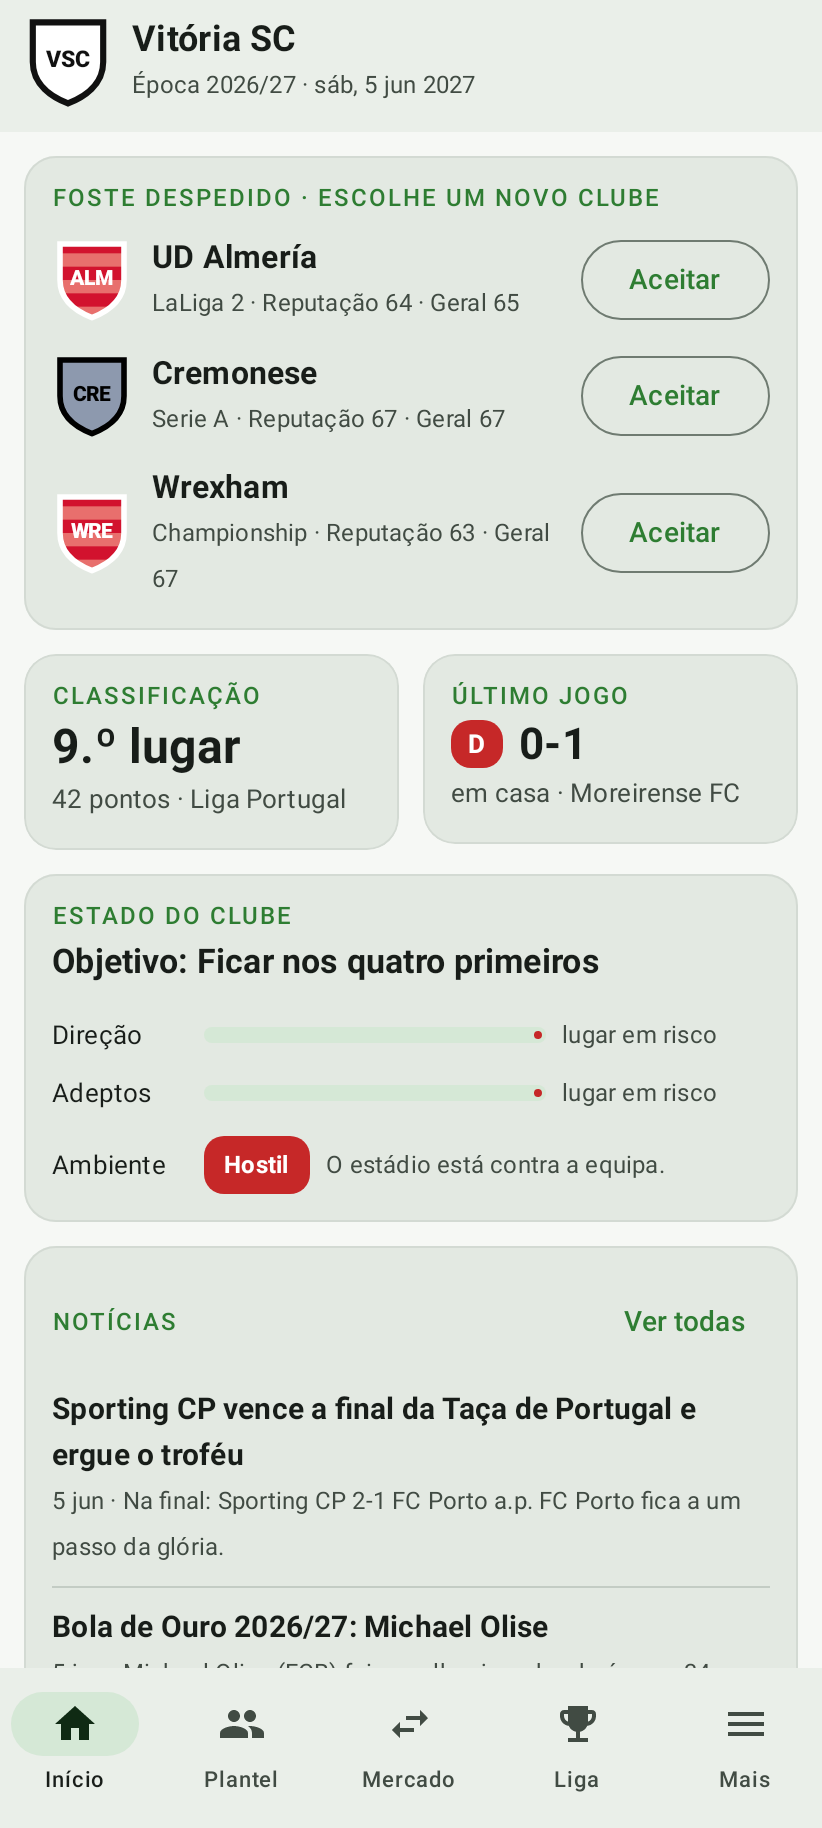 VSC
Vitória SC
Época 2026/27 · sáb, 5 jun 2027
FOSTE DESPEDIDO · ESCOLHE UM NOVO CLUBE
ALM
UD Almería
LaLiga 2 · Reputação 64 · Geral 65
Aceitar
CRE
Cremonese
Serie A · Reputação 67 · Geral 67
Aceitar
WRE
Wrexham
Championship · Reputação 63 · Geral
67
Aceitar
CLASSIFICAÇÃO
9.º lugar
42 pontos · Liga Portugal
ÚLTIMO JOGO
D 0-1
em casa · Moreirense FC
ESTADO DO CLUBE
Objetivo: Ficar nos quatro primeiros
Direção lugar em risco
Adeptos lugar em risco
Ambiente Hostil O estádio está contra a equipa.
NOTÍCIAS
Ver todas
Sporting CP vence a final da Taça de Portugal e
ergue o troféu
5 jun · Na final: Sporting CP 2-1 FC Porto a.p. FC Porto fica a um
passo da glória.
Bola de Ouro 2026/27: Michael Olise
Início
Plantel
Mercado
Liga
Mais